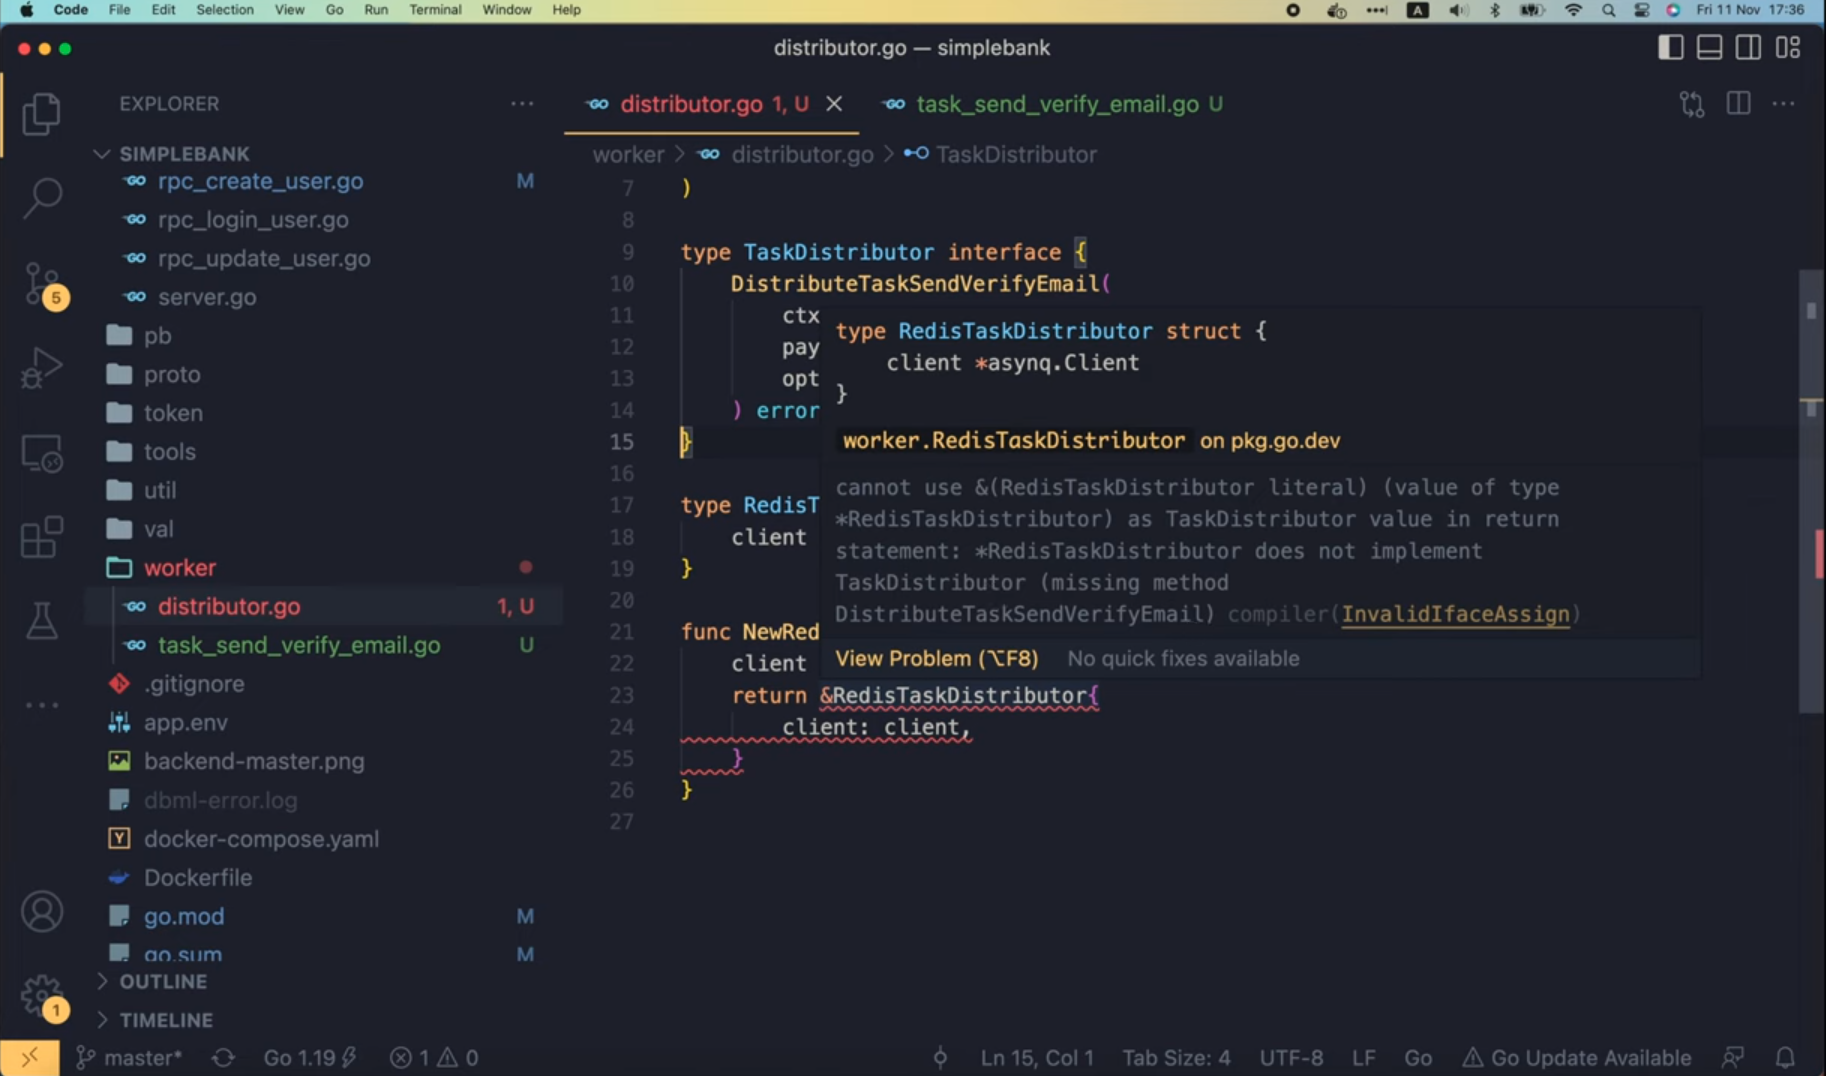 Code File Edit Selection View Go Run Terminal Window Help
A Fri 11 Nov 17:36
distributor.go — simplebank
EXPLORER
SIMPLEBANK
rpc_create_user.go M
rpc_login_user.go
rpc_update_user.go
server.go
5
pb
proto
token
tools
util
val
worker
distributor.go 1, U
task_send_verify_email.go U
.gitignore
app.env
backend-master.png
dbml-error.log
docker-compose.yaml
Dockerfile
go.mod M
go.sum M
OUTLINE
1
TIMELINE
distributor.go 1, U
task_send_verify_email.go U
worker > distributor.go > TaskDistributor
7 )
8
9 type TaskDistributor interface {
10 DistributeTaskSendVerifyEmail(
11 ctx
12 pay
13 opt
14 ) error
15 }
16
17 type RedisT
18 client
19 }
20
21 func NewRed
22 client
23 return &RedisTaskDistributor{
24 client: client,
25 }
26 }
27
type RedisTaskDistributor struct {
client *asynq.Client
}
worker.RedisTaskDistributor on pkg.go.dev
cannot use &(RedisTaskDistributor literal) (value of type
*RedisTaskDistributor) as TaskDistributor value in return
statement: *RedisTaskDistributor does not implement
TaskDistributor (missing method
DistributeTaskSendVerifyEmail) compiler(InvalidIfaceAssign)
View Problem (⌥F8) No quick fixes available
master* Go 1.19 1 0 Ln 15, Col 1 Tab Size: 4 UTF-8 LF Go Go Update Available